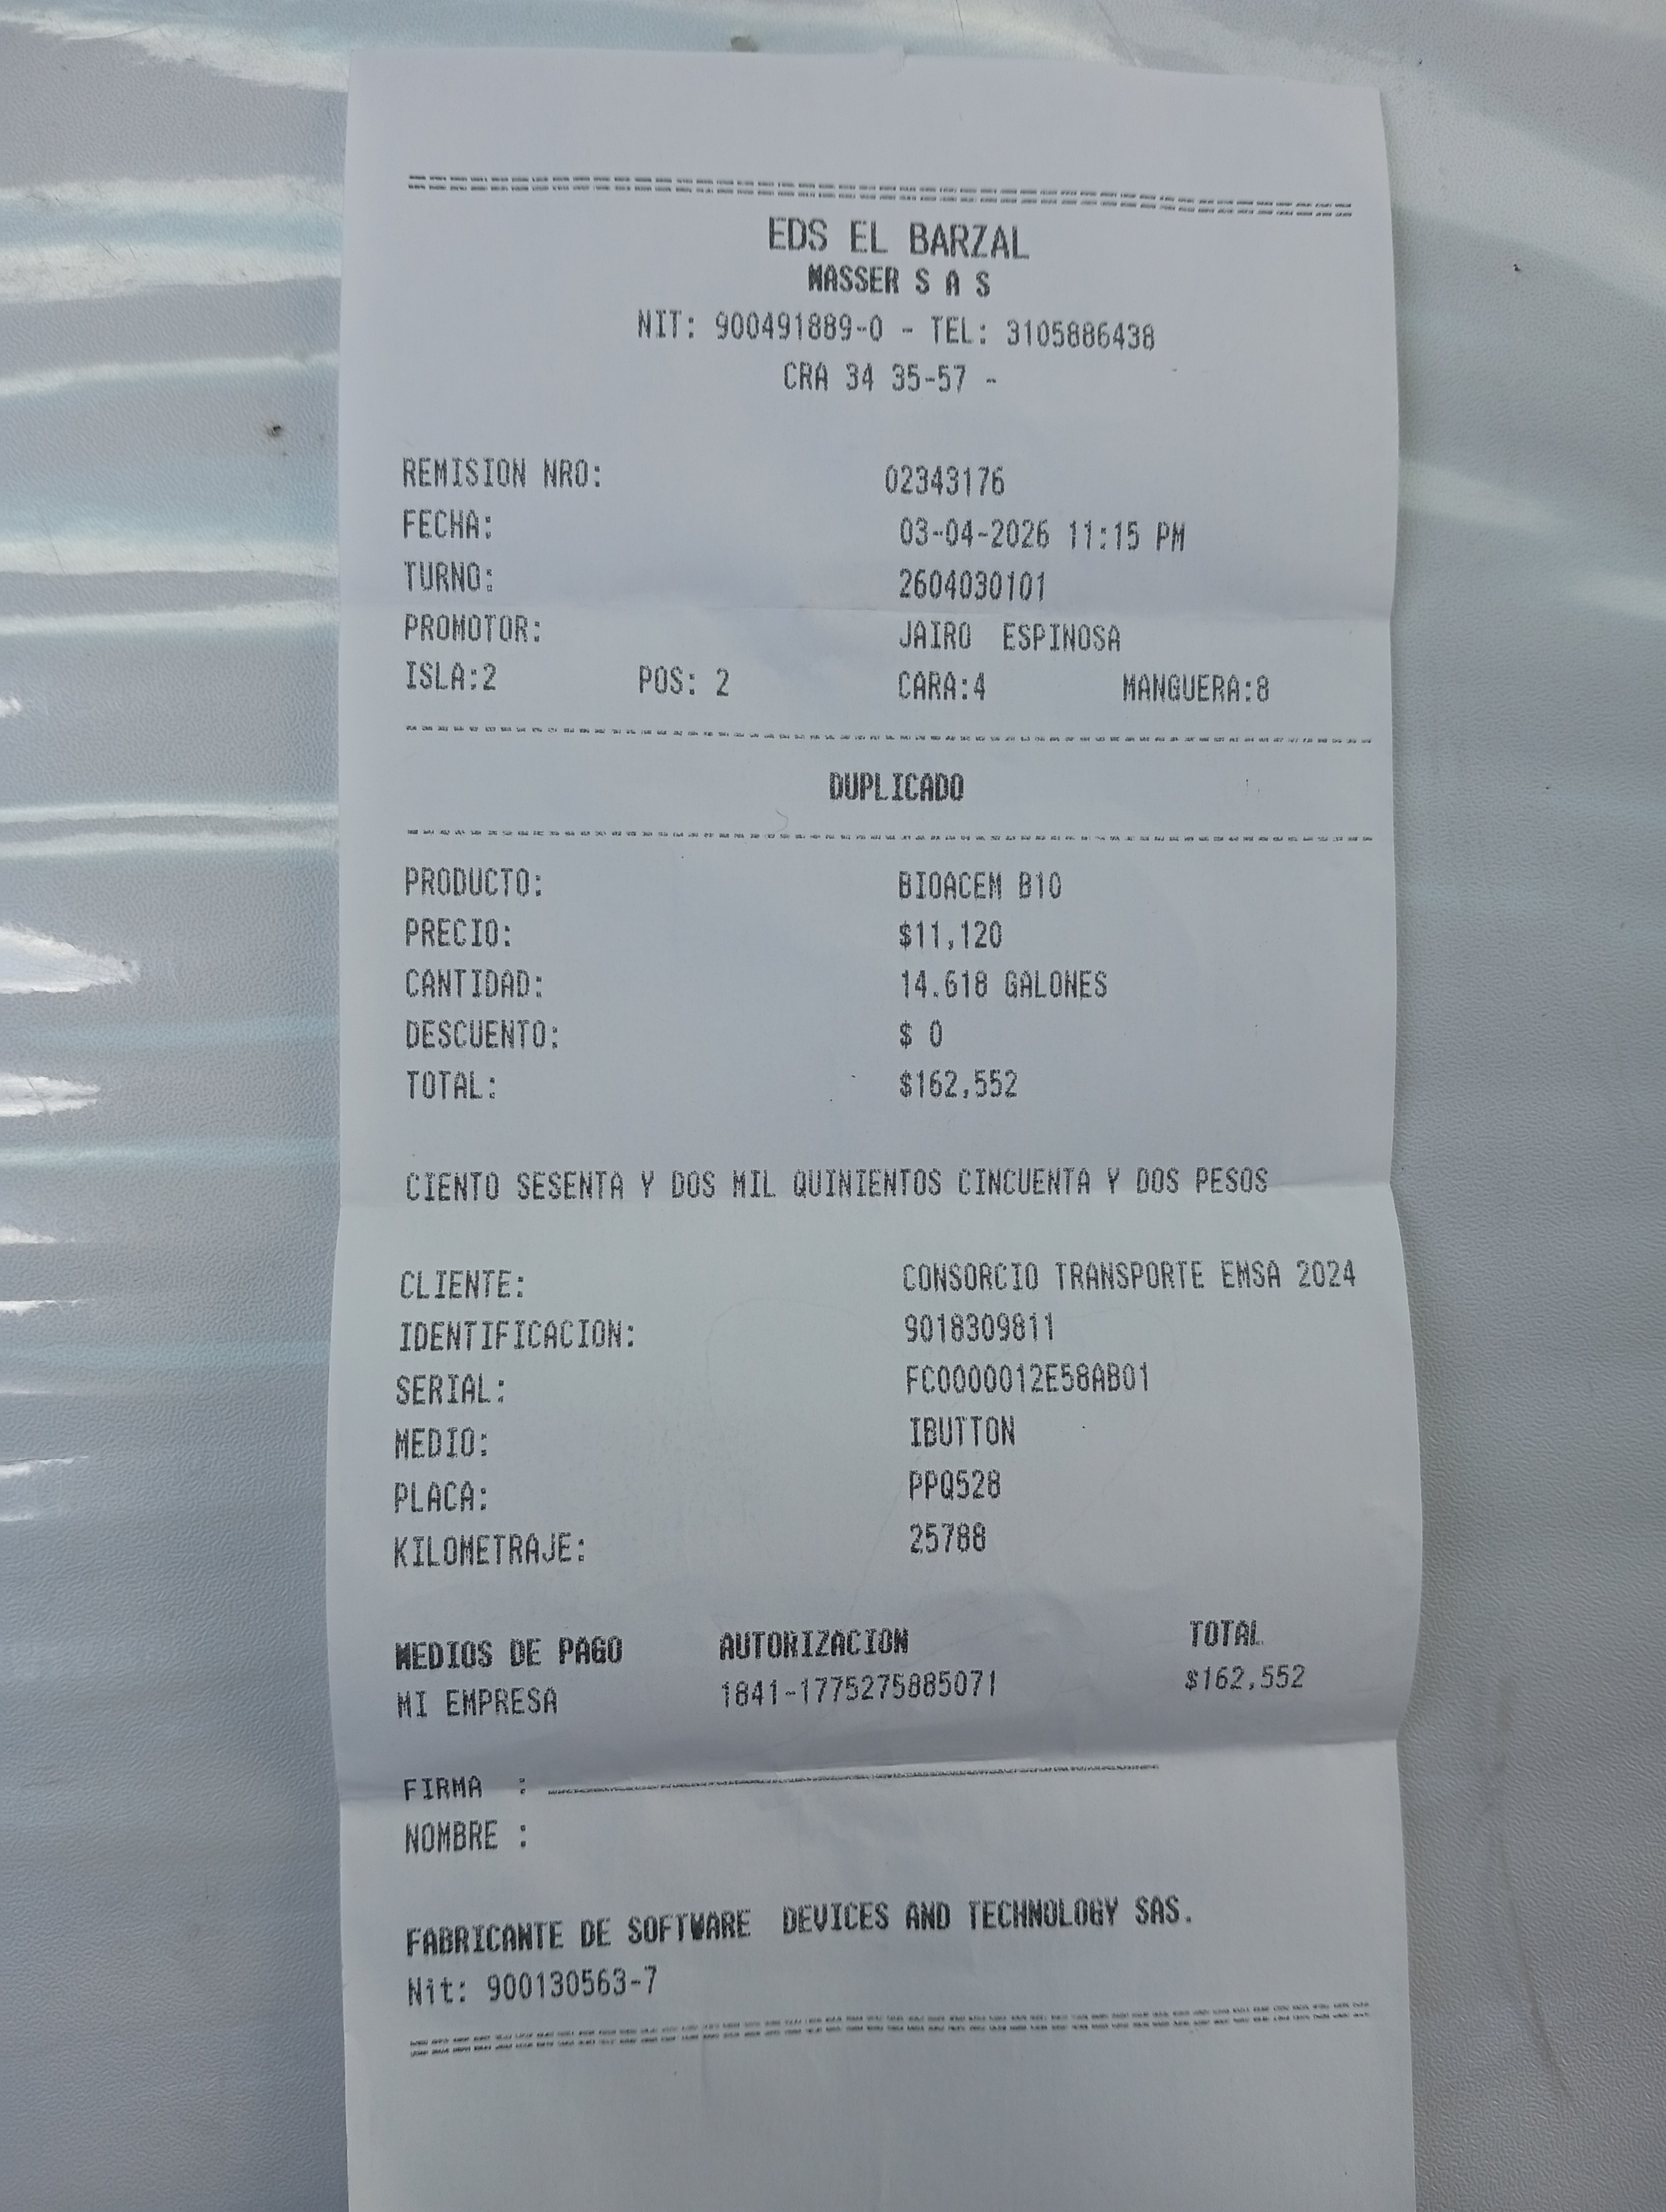 EDS EL BARZAL
MASSER S A S
NIT: 900491889-0 - TEL: 3105886438
CRA 34 35-57 -
REMISION NRO: 02343176
FECHA: 03-04-2026 11:15 PM
TURNO: 2604030101
PROMOTOR: JAIRO ESPINOSA
ISLA:2 POS: 2 CARA:4 MANGUERA:8
DUPLICADO
PRODUCTO: BIOACEM B10
PRECIO: $11,120
CANTIDAD: 14.618 GALONES
DESCUENTO: $ 0
TOTAL: $162,552
CIENTO SESENTA Y DOS MIL QUINIENTOS CINCUENTA Y DOS PESOS
CLIENTE: CONSORCIO TRANSPORTE EMSA 2024
IDENTIFICACION: 9018309811
SERIAL: FC0000012E58AB01
MEDIO: IBUTTON
PLACA: PPQ528
KILOMETRAJE: 25788
MEDIOS DE PAGO AUTORIZACION TOTAL
MI EMPRESA 1841-1775275885071 $162,552
FIRMA :
NOMBRE :
FABRICANTE DE SOFTWARE DEVICES AND TECHNOLOGY SAS.
Nit: 900130563-7